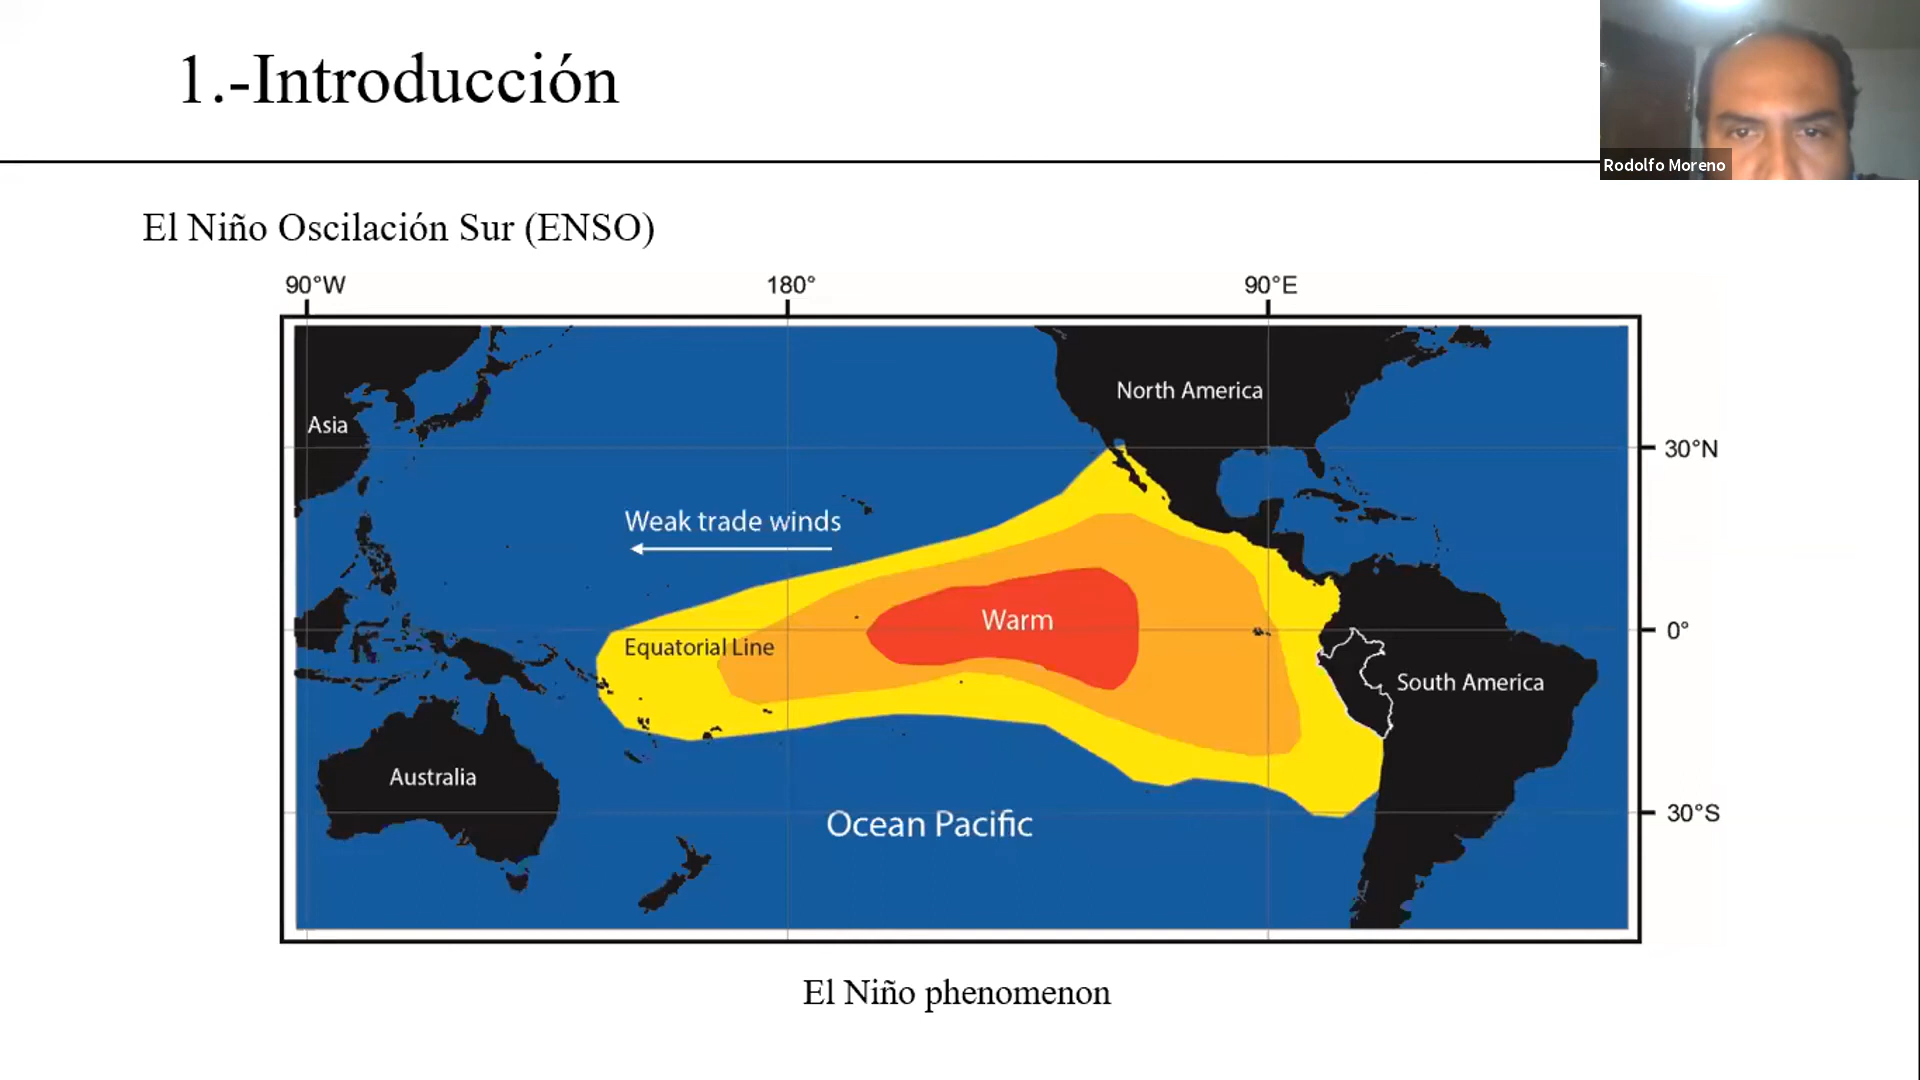 1.-Introducción
Rodolfo Moreno
El Niño Oscilación Sur (ENSO)
90°W 180° 90°E
North America
Asia
30°N
Weak trade winds
Warm
0°
Equatorial Line
South America
Australia
30°S
Ocean Pacific
El Niño phenomenon